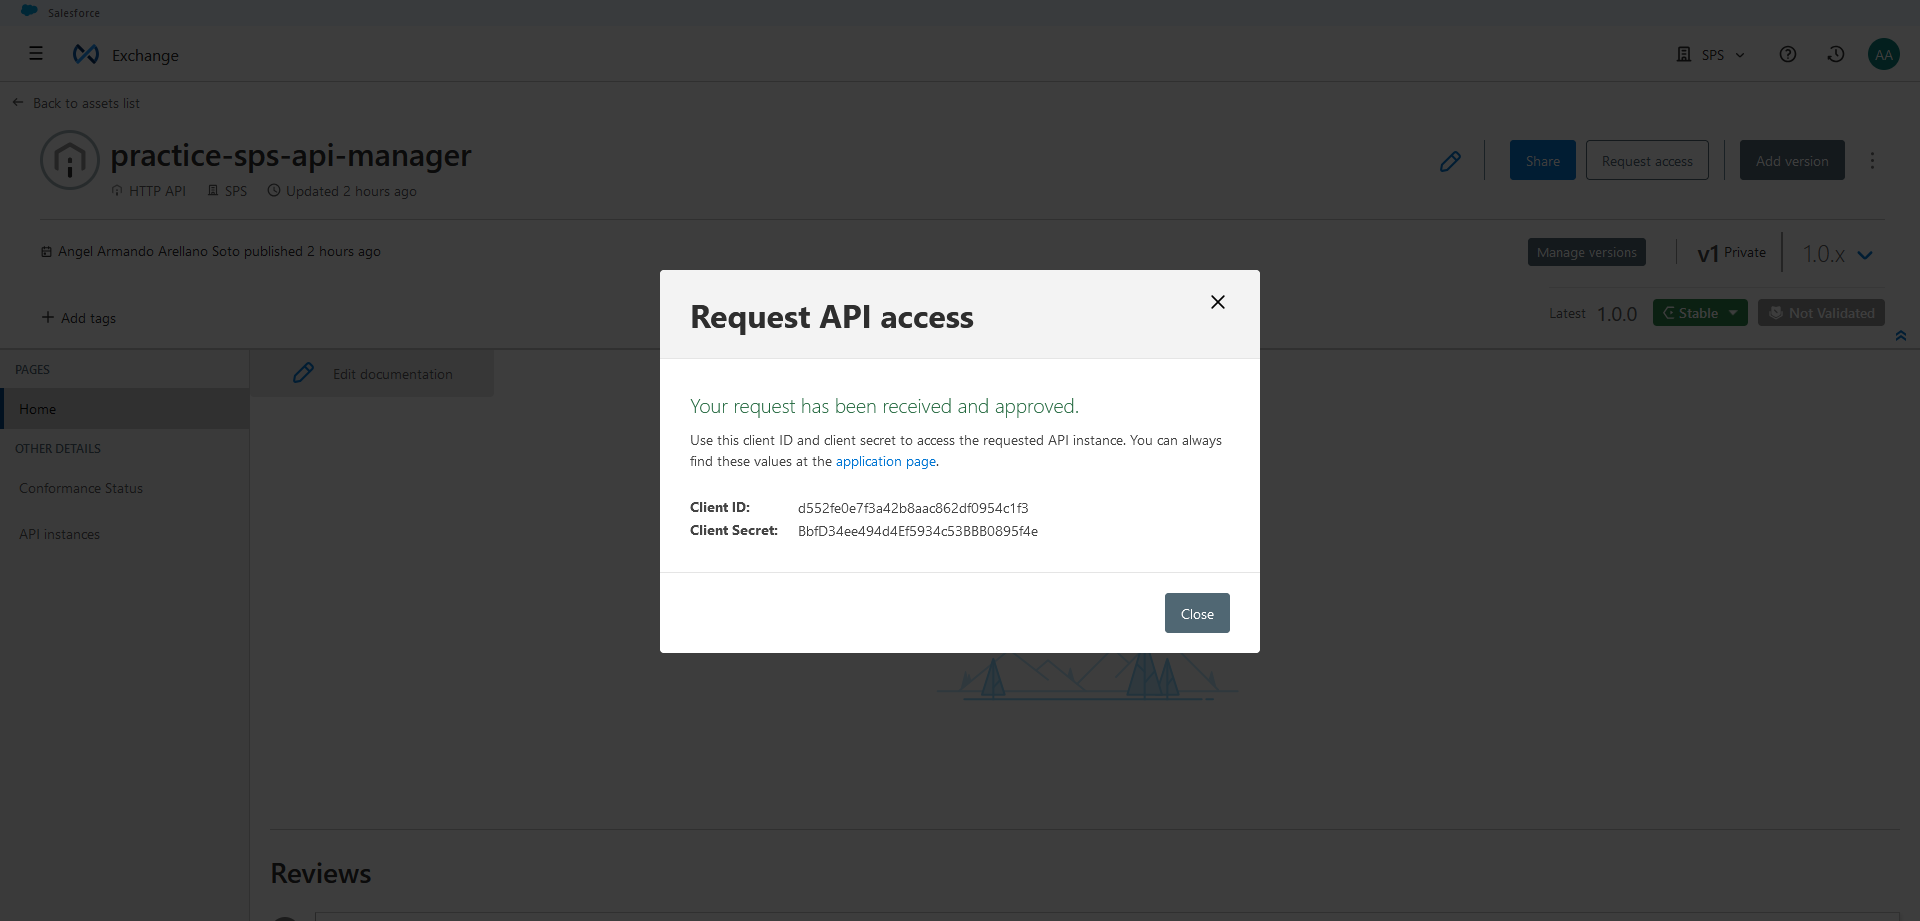 Salesforce
Exchange
SPS
AA
Back to assets list
practice-sps-api-manager
HTTP API SPS Updated 2 hours ago
Share
Request access
Add version
Angel Armando Arellano Soto published 2 hours ago
Manage versions
v1 Private
1.0.x
Add tags
Latest 1.0.0 Stable Not Validated
PAGES
Home
OTHER DETAILS
Conformance Status
API instances
Edit documentation
Request API access
Your request has been received and approved.
Use this client ID and client secret to access the requested API instance. You can always
find these values at the application page.
Client ID: d552fe0e7f3a42b8aac862df0954c1f3
Client Secret: BbfD34ee494d4Ef5934c53BBB0895f4e
Close
Reviews